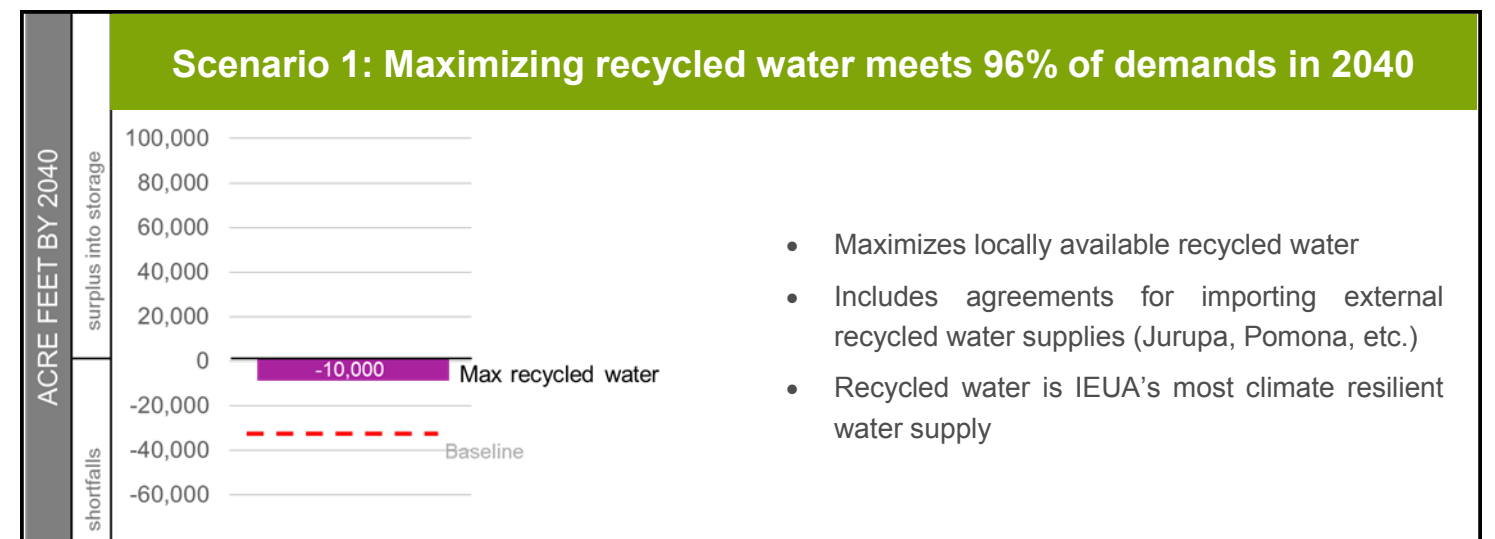 Scenario 1: Maximizing recycled water meets 96% of demands in 2040
ACRE FEET BY 2040
surplus into storage
shortfalls
100,000
80,000
60,000
40,000
20,000
0
-20,000
-40,000
-60,000
-10,000
Max recycled water
Baseline
• Maximizes locally available recycled water
• Includes agreements for importing external
recycled water supplies (Jurupa, Pomona, etc.)
• Recycled water is IEUA’s most climate resilient
water supply